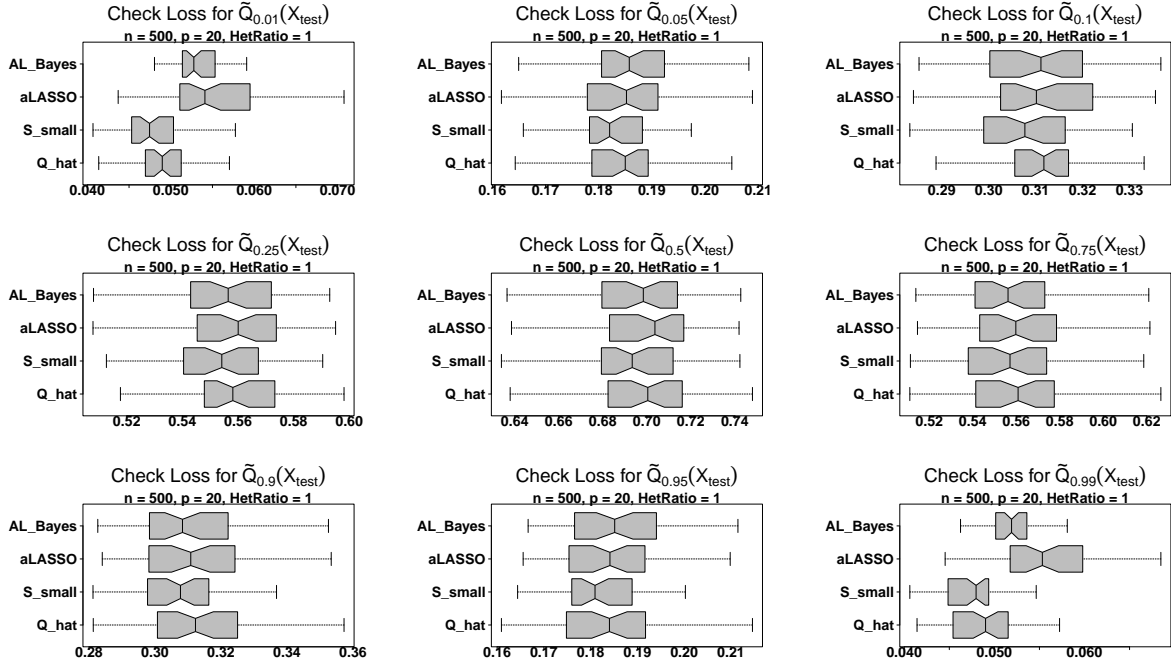 Check Loss for Q̃0.01(Xtest)
n = 500, p = 20, HetRatio = 1
AL_Bayes
aLASSO
S_small
Q_hat
0.040 0.050 0.060 0.070
Check Loss for Q̃0.05(Xtest)
n = 500, p = 20, HetRatio = 1
AL_Bayes
aLASSO
S_small
Q_hat
0.16 0.17 0.18 0.19 0.20 0.21
Check Loss for Q̃0.1(Xtest)
n = 500, p = 20, HetRatio = 1
AL_Bayes
aLASSO
S_small
Q_hat
0.29 0.30 0.31 0.32 0.33
Check Loss for Q̃0.25(Xtest)
n = 500, p = 20, HetRatio = 1
AL_Bayes
aLASSO
S_small
Q_hat
0.52 0.54 0.56 0.58 0.60
Check Loss for Q̃0.5(Xtest)
n = 500, p = 20, HetRatio = 1
AL_Bayes
aLASSO
S_small
Q_hat
0.64 0.66 0.68 0.70 0.72 0.74
Check Loss for Q̃0.75(Xtest)
n = 500, p = 20, HetRatio = 1
AL_Bayes
aLASSO
S_small
Q_hat
0.52 0.54 0.56 0.58 0.60 0.62
Check Loss for Q̃0.9(Xtest)
n = 500, p = 20, HetRatio = 1
AL_Bayes
aLASSO
S_small
Q_hat
0.28 0.30 0.32 0.34 0.36
Check Loss for Q̃0.95(Xtest)
n = 500, p = 20, HetRatio = 1
AL_Bayes
aLASSO
S_small
Q_hat
0.16 0.17 0.18 0.19 0.20 0.21
Check Loss for Q̃0.99(Xtest)
n = 500, p = 20, HetRatio = 1
AL_Bayes
aLASSO
S_small
Q_hat
0.040 0.050 0.060